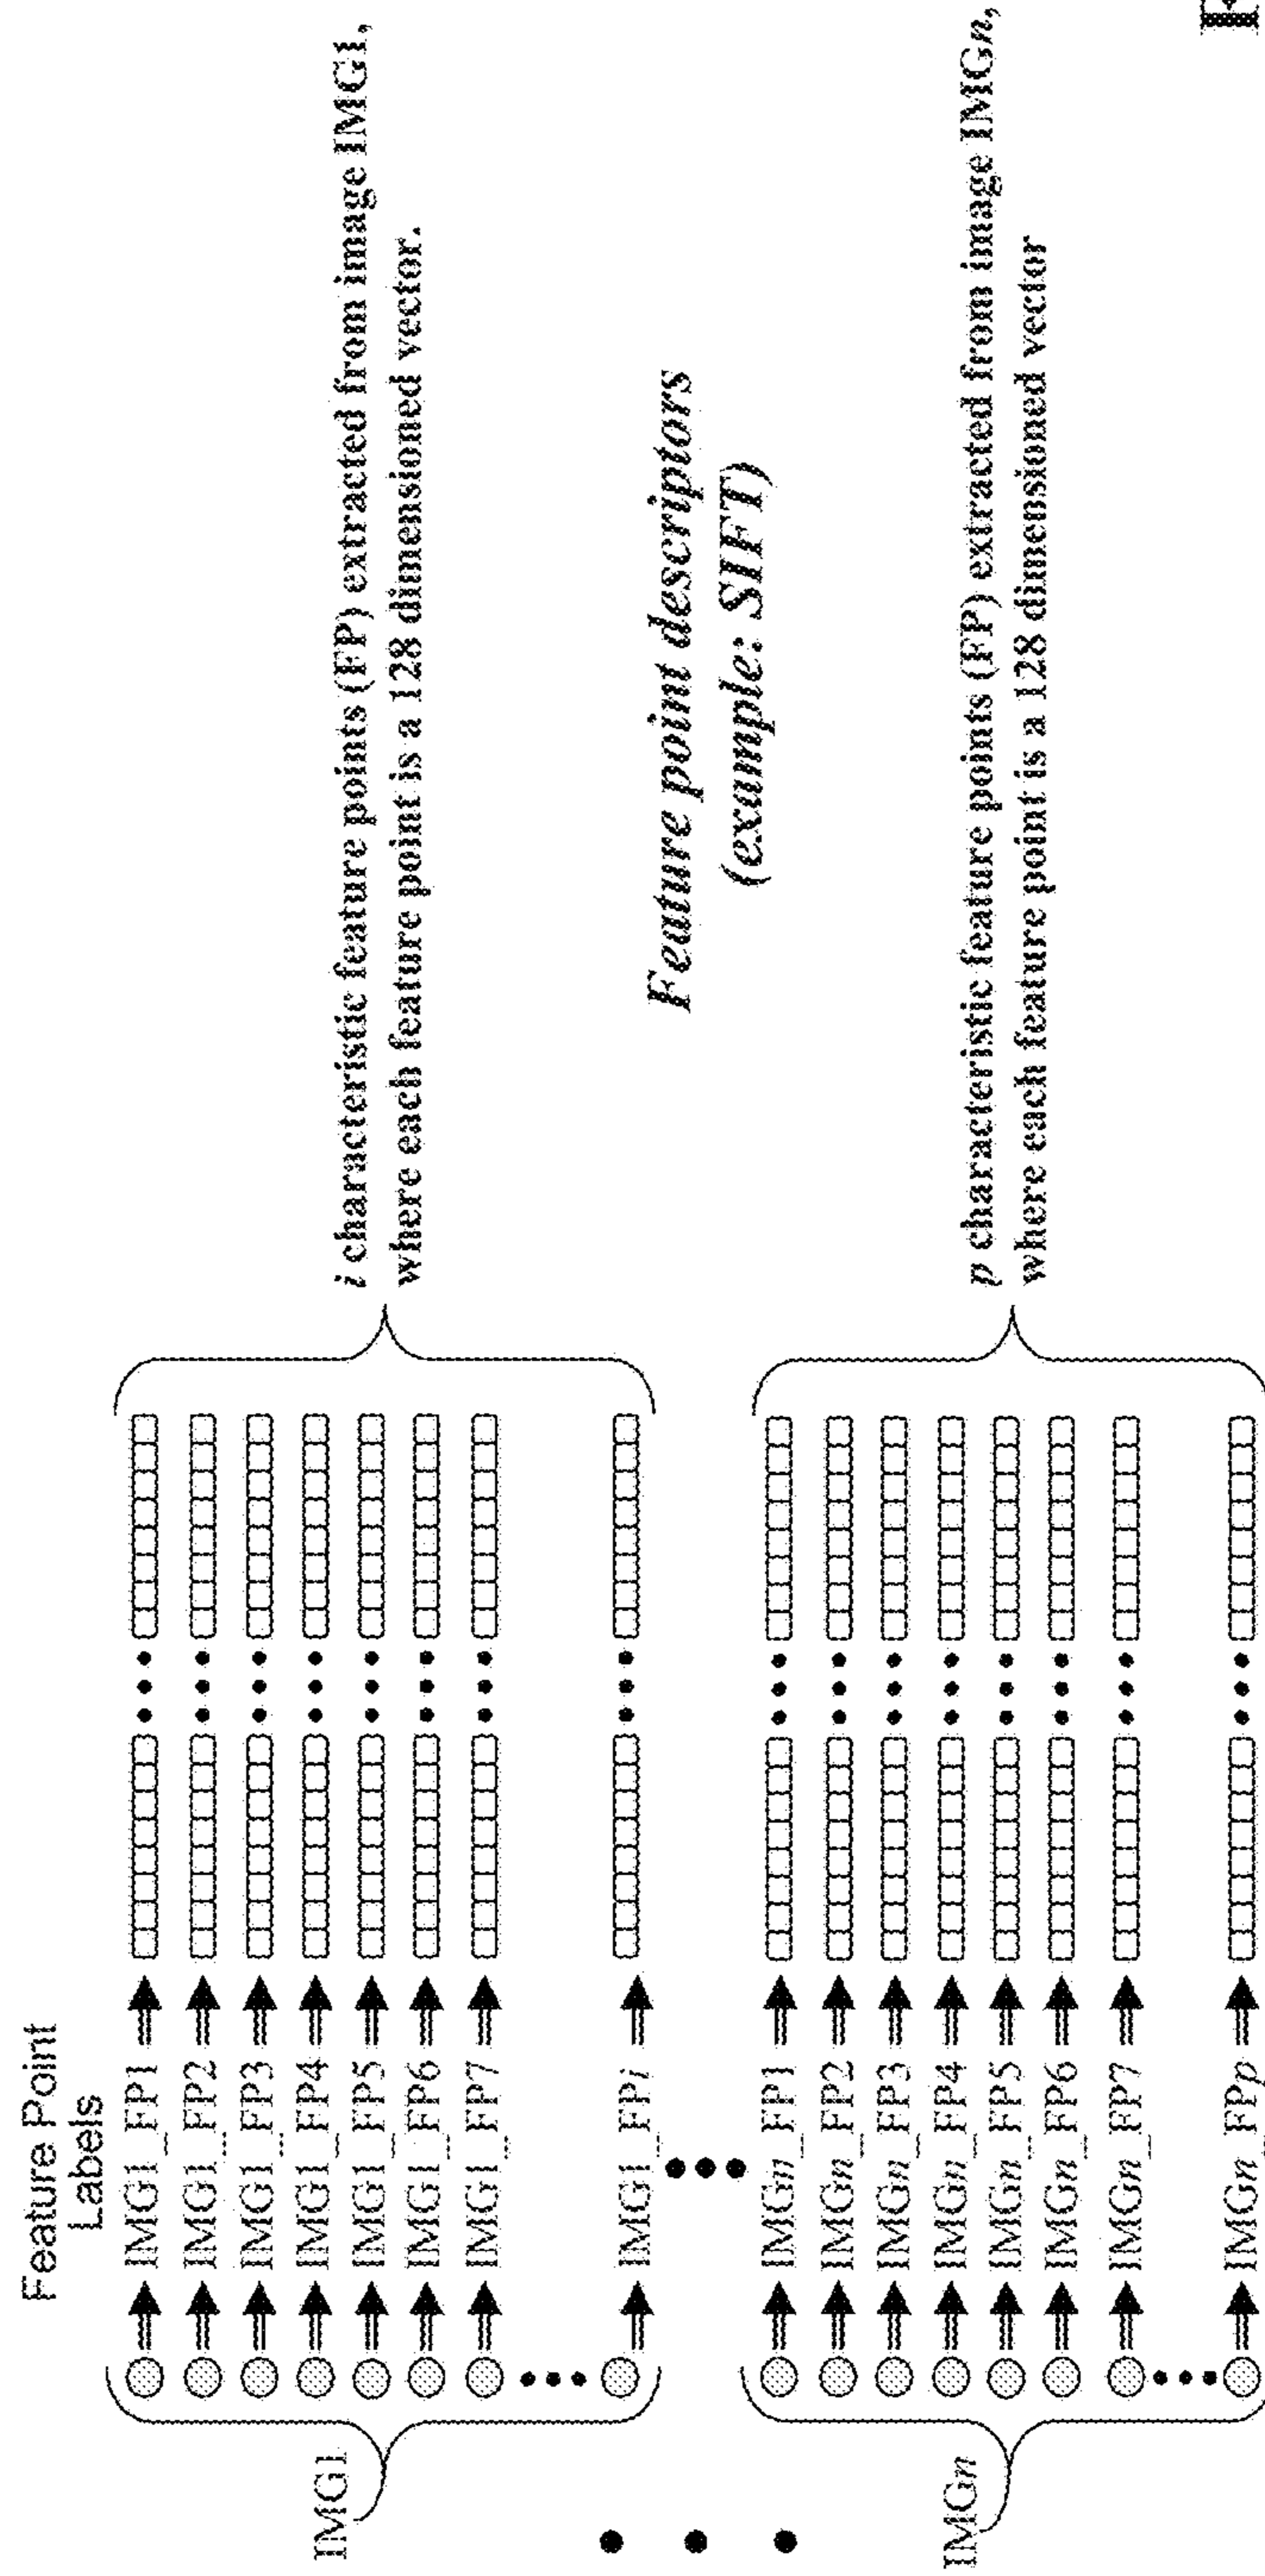 Feature Point
Labels
IMG1
IMG1_FP1
IMG1_FP2
IMG1_FP3
IMG1_FP4
IMG1_FP5
IMG1_FP6
IMG1_FP7
IMG1_FPi
i characteristic feature points (FP) extracted from image IMG1,
where each feature point is a 128 dimensioned vector.
Feature point descriptors
(example: SIFT)
IMGn
IMGn_FP1
IMGn_FP2
IMGn_FP3
IMGn_FP4
IMGn_FP5
IMGn_FP6
IMGn_FP7
IMGn_FPp
p characteristic feature points (FP) extracted from image IMGn,
where each feature point is a 128 dimensioned vector